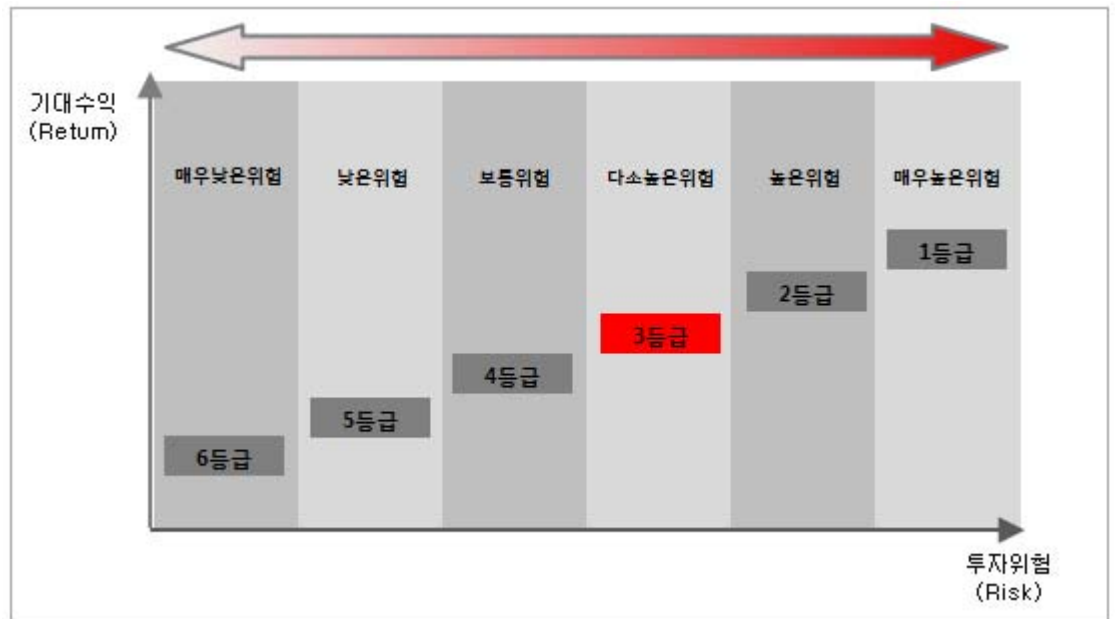 기대수익
(Return)
매우낮은위험
낮은위험
보통위험
다소높은위험
높은위험
매우높은위험
1등급
2등급
3등급
4등급
5등급
6등급
투자위험
(Risk)